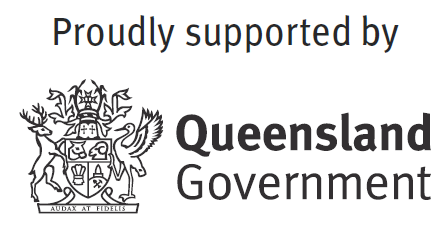 Proudly supported by
Queensland
Government
AUDAX AT FIDELIS